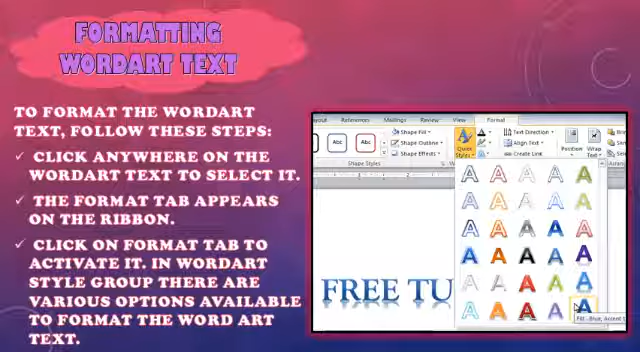 FORMATTING
WORDART TEXT
TO FORMAT THE WORDART
TEXT, FOLLOW THESE STEPS:
✓ CLICK ANYWHERE ON THE
WORDART TEXT TO SELECT IT.
✓ THE FORMAT TAB APPEARS
ON THE RIBBON.
✓ CLICK ON FORMAT TAB TO
ACTIVATE IT. IN WORDART
STYLE GROUP THERE ARE
VARIOUS OPTIONS AVAILABLE
TO FORMAT THE WORD ART
TEXT.
References Mailings Review View Format
Abc Abc Shape Fill Shape Outline Shape Effects
Shape Styles
Quick Styles
Text Direction
Align Text
Create Link
Position Wrap Text
FREE TU
Fill - Blue, Accent 1